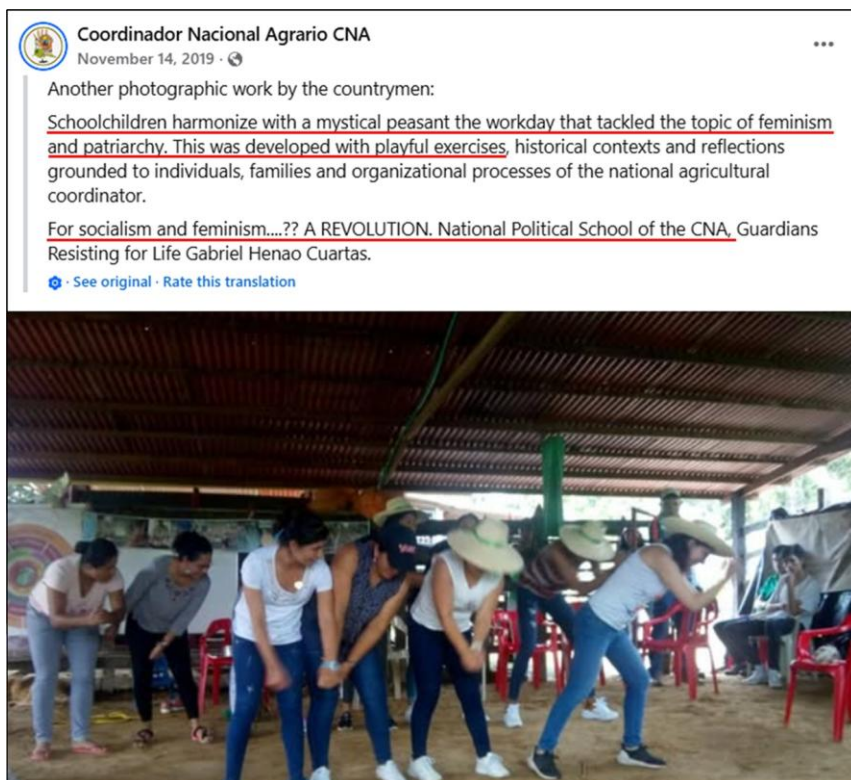 Coordinador Nacional Agrario CNA
November 14, 2019 ·
Another photographic work by the countrymen:
Schoolchildren harmonize with a mystical peasant the workday that tackled the topic of feminism
and patriarchy. This was developed with playful exercises, historical contexts and reflections
grounded to individuals, families and organizational processes of the national agricultural
coordinator.
For socialism and feminism....?? A REVOLUTION. National Political School of the CNA, Guardians
Resisting for Life Gabriel Henao Cuartas.
· See original · Rate this translation